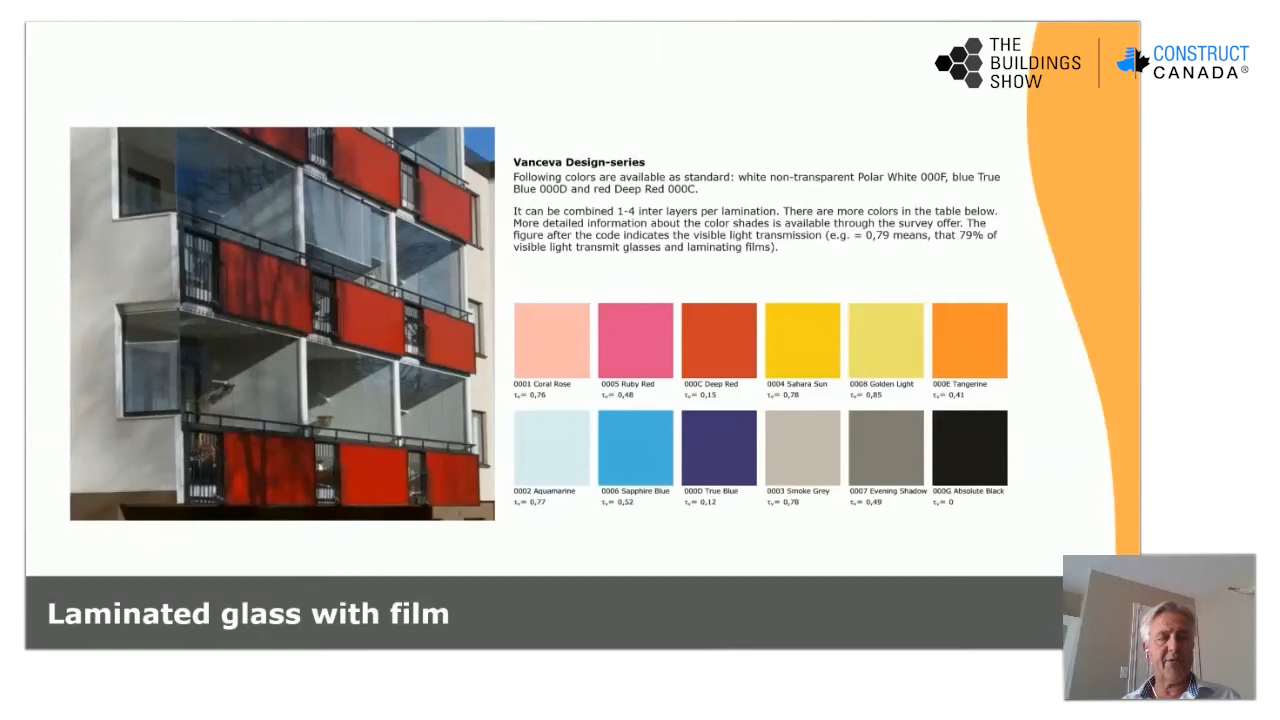 THE
BUILDINGS
SHOW
CONSTRUCT
CANADA®
Vanceva Design-series
Following colors are available as standard: white non-transparent Polar White 000F, blue True
Blue 000D and red Deep Red 000C.
It can be combined 1-4 inter layers per lamination. There are more colors in the table below.
More detailed information about the color shades is available through the survey offer. The
figure after the code indicates the visible light transmission (e.g. = 0,79 means, that 79% of
visible light transmit glasses and laminating films).
0001 Coral Rose
τᵥ= 0,76
0005 Ruby Red
τᵥ= 0,48
000C Deep Red
τᵥ= 0,15
0004 Sahara Sun
τᵥ= 0,78
0008 Golden Light
τᵥ= 0,85
000E Tangerine
τᵥ= 0,41
0002 Aquamarine
τᵥ= 0,77
0006 Sapphire Blue
τᵥ= 0,52
000D True Blue
τᵥ= 0,12
0003 Smoke Grey
τᵥ= 0,78
0007 Evening Shadow
τᵥ= 0,49
000G Absolute Black
τᵥ= 0
Laminated glass with film